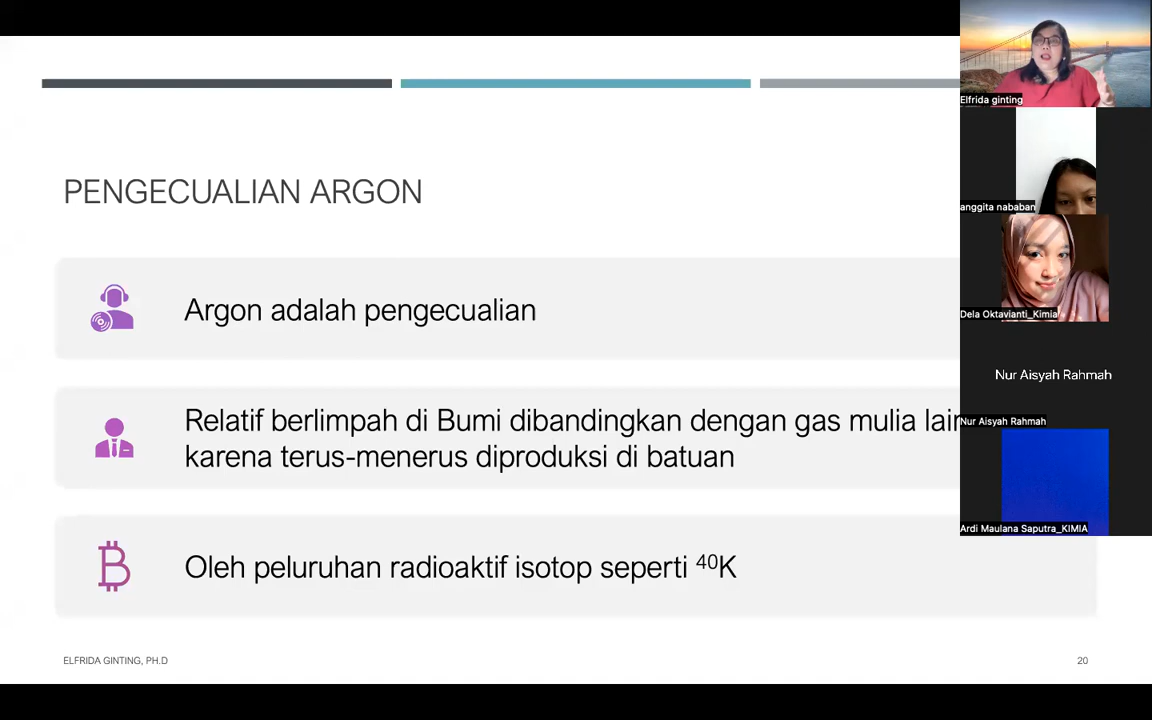 PENGECUALIAN ARGON
Argon adalah pengecualian
Relatif berlimpah di Bumi dibandingkan dengan gas mulia lain
karena terus-menerus diproduksi di batuan
Oleh peluruhan radioaktif isotop seperti ⁴⁰K
ELFRIDA GINTING, PH.D
20
Elfrida ginting
anggita nababan
Dela Oktavianti_Kimia
Nur Aisyah Rahmah
Nur Aisyah Rahmah
Ardi Maulana Saputra_KIMIA